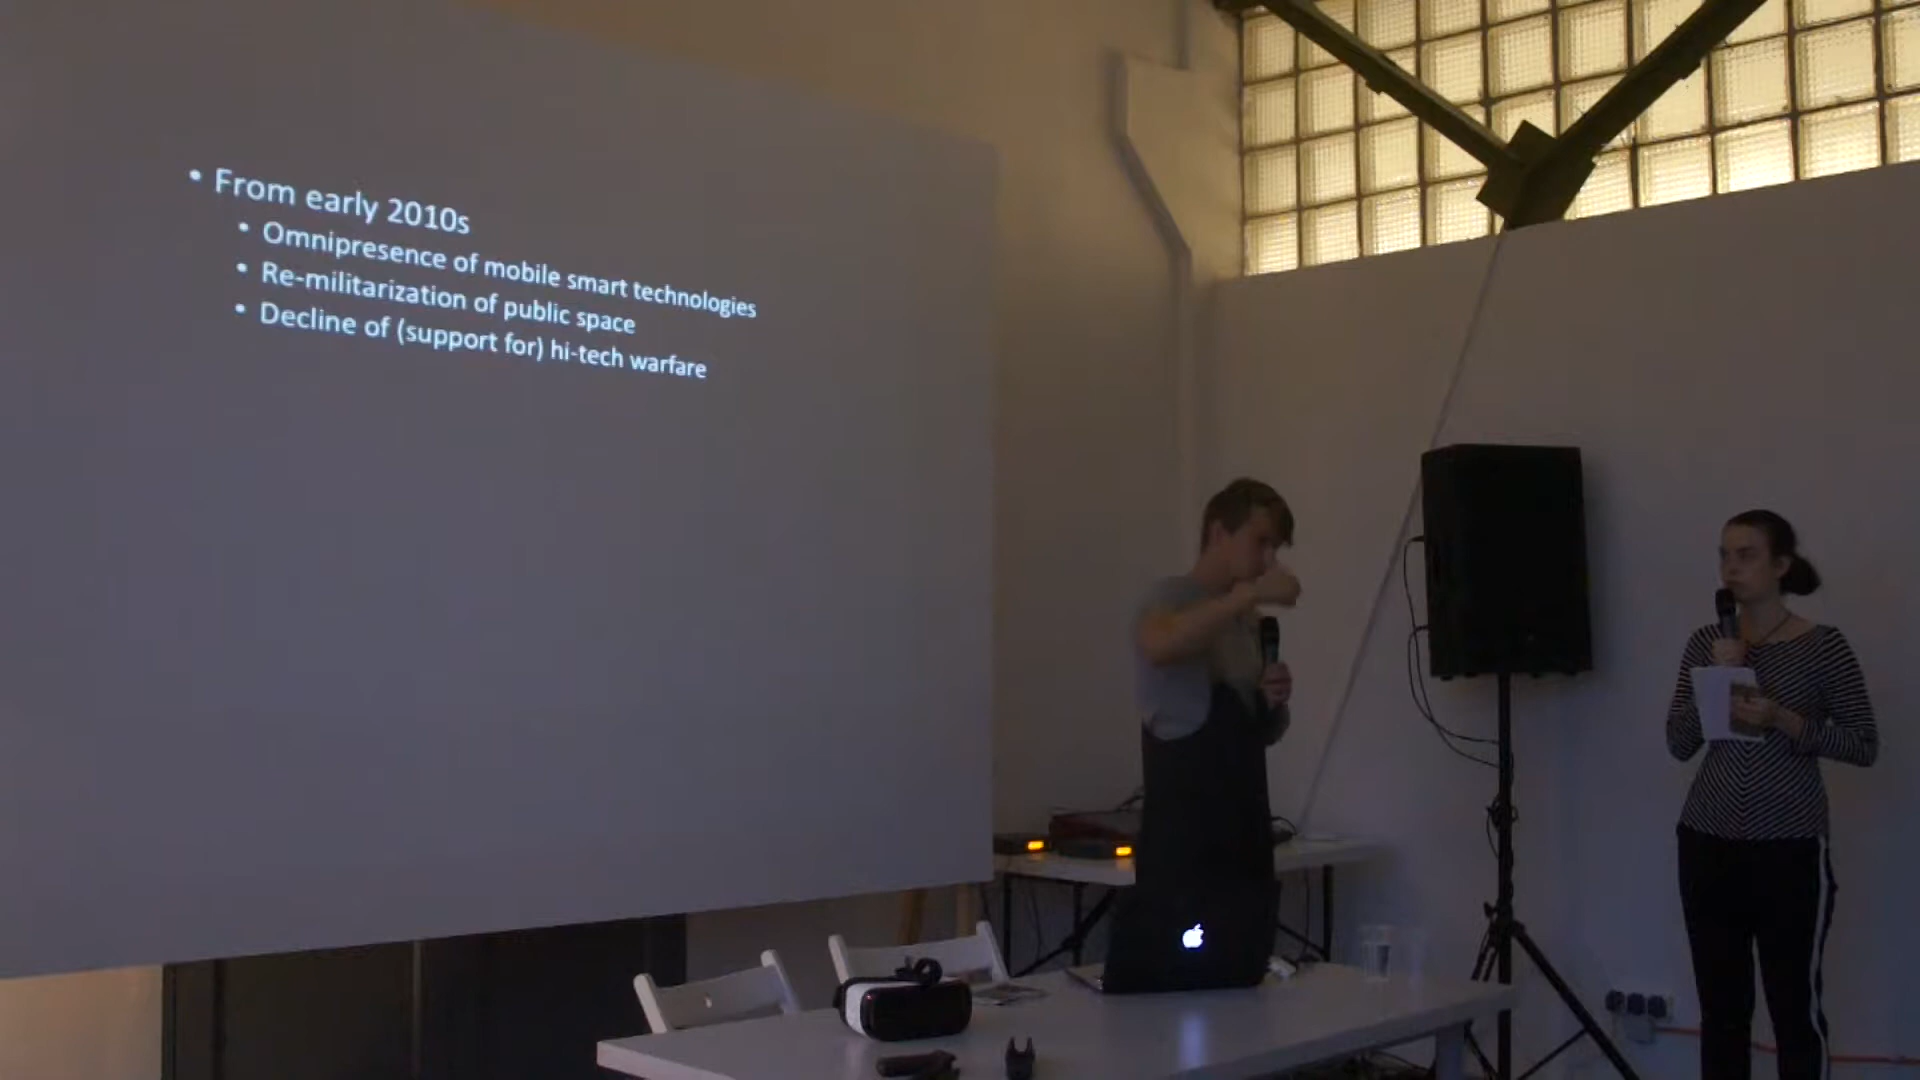 • From early 2010s
• Omnipresence of mobile smart technologies
• Re-militarization of public space
• Decline of (support for) hi-tech warfare